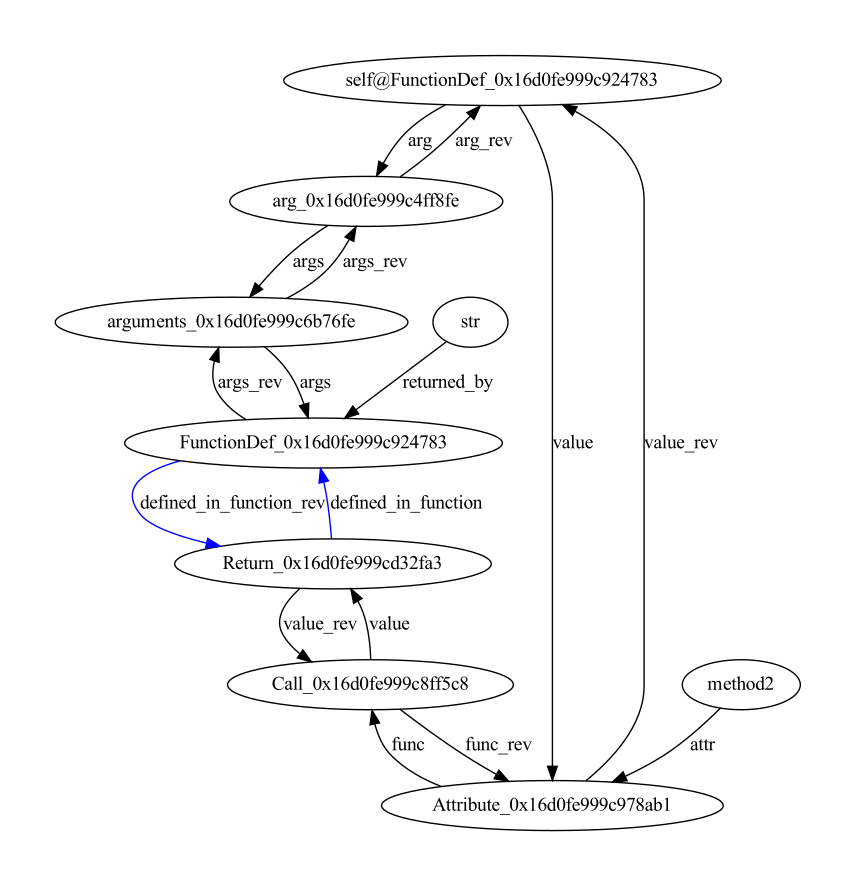 self@FunctionDef_0x16d0fe999c924783
arg
arg_rev
arg_0x16d0fe999c4ff8fe
args
args_rev
arguments_0x16d0fe999c6b76fe
str
args_rev
args
returned_by
FunctionDef_0x16d0fe999c924783
value
value_rev
defined_in_function_rev
defined_in_function
Return_0x16d0fe999cd32fa3
value_rev
value
Call_0x16d0fe999c8ff5c8
method2
func
func_rev
attr
Attribute_0x16d0fe999c978ab1